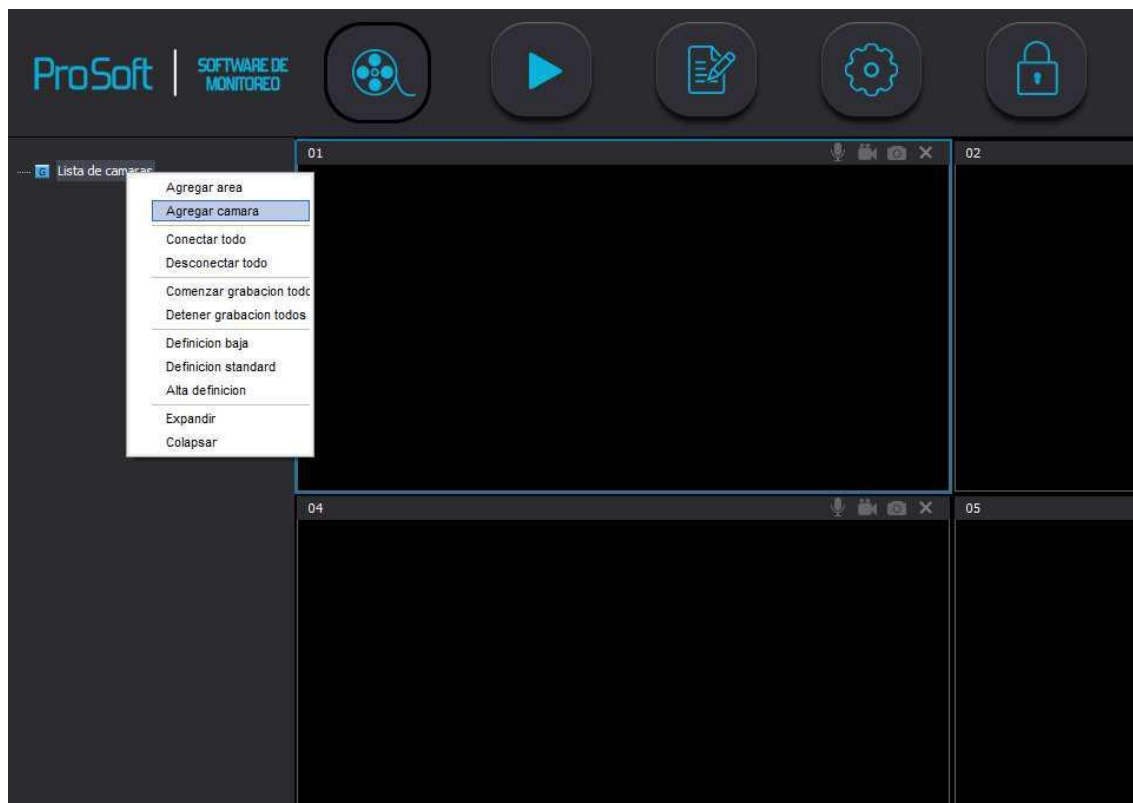 ProSoft
SOFTWARE DE
MONITOREO
01
02
Lista de camaras
Agregar area
Agregar camara
Conectar todo
Desconectar todo
Comenzar grabacion todo
Detener grabacion todos
Definicion baja
Definicion standard
Alta definicion
Expandir
Colapsar
04
05